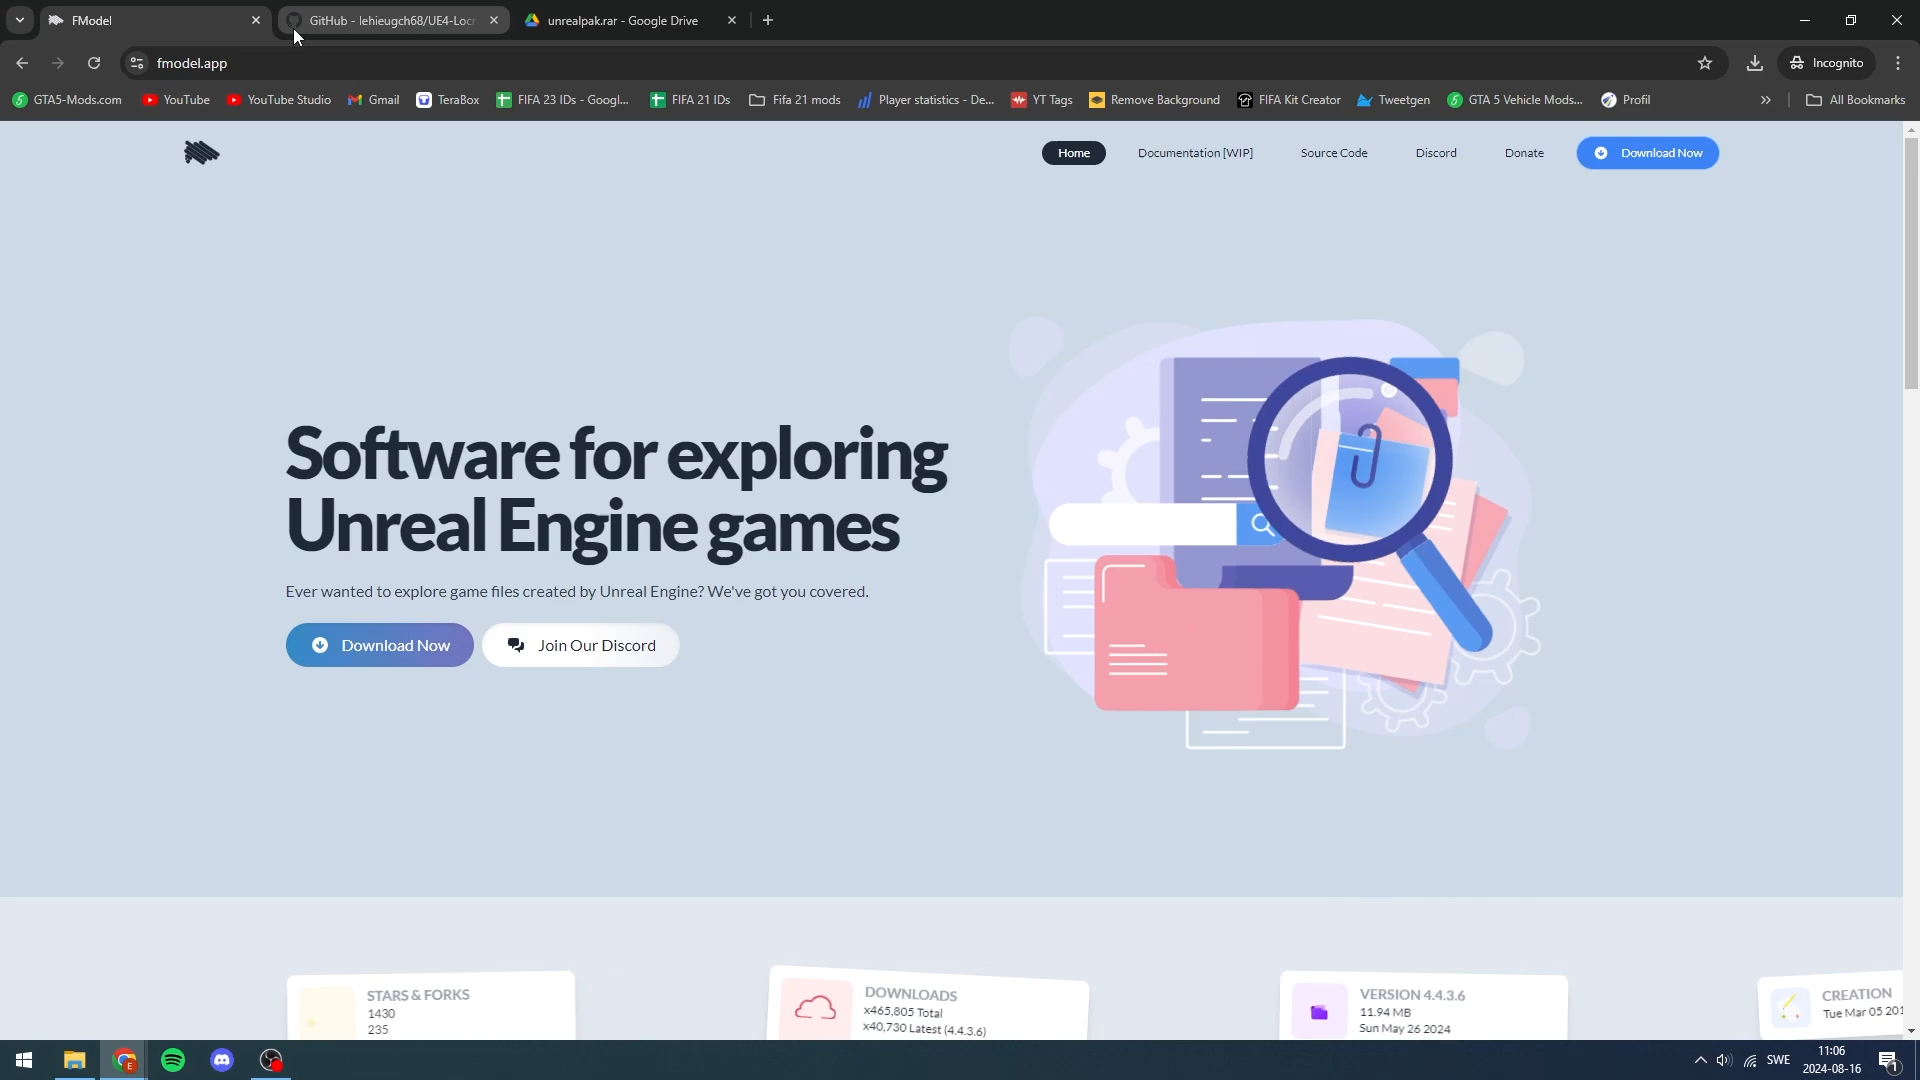 FModel
GitHub - lehieugch68/UE4-Locr
unrealpak.rar - Google Drive
fmodel.app
Incognito
GTA5-Mods.com
YouTube
YouTube Studio
Gmail
TeraBox
FIFA 23 IDs - Googl...
FIFA 21 IDs
Fifa 21 mods
Player statistics - De...
YT Tags
Remove Background
FIFA Kit Creator
Tweetgen
GTA 5 Vehicle Mods...
Profil
All Bookmarks
Home
Documentation [WIP]
Source Code
Discord
Donate
Download Now
Software for exploring
Unreal Engine games
Ever wanted to explore game files created by Unreal Engine? We've got you covered.
Download Now
Join Our Discord
STARS & FORKS
1430
235
DOWNLOADS
x465,805 Total
x40,730 Latest (4.4.3.6)
VERSION 4.4.3.6
11.94 MB
Sun May 26 2024
CREATION
Tue Mar 05 201
SWE
11:06
2024-08-16
1